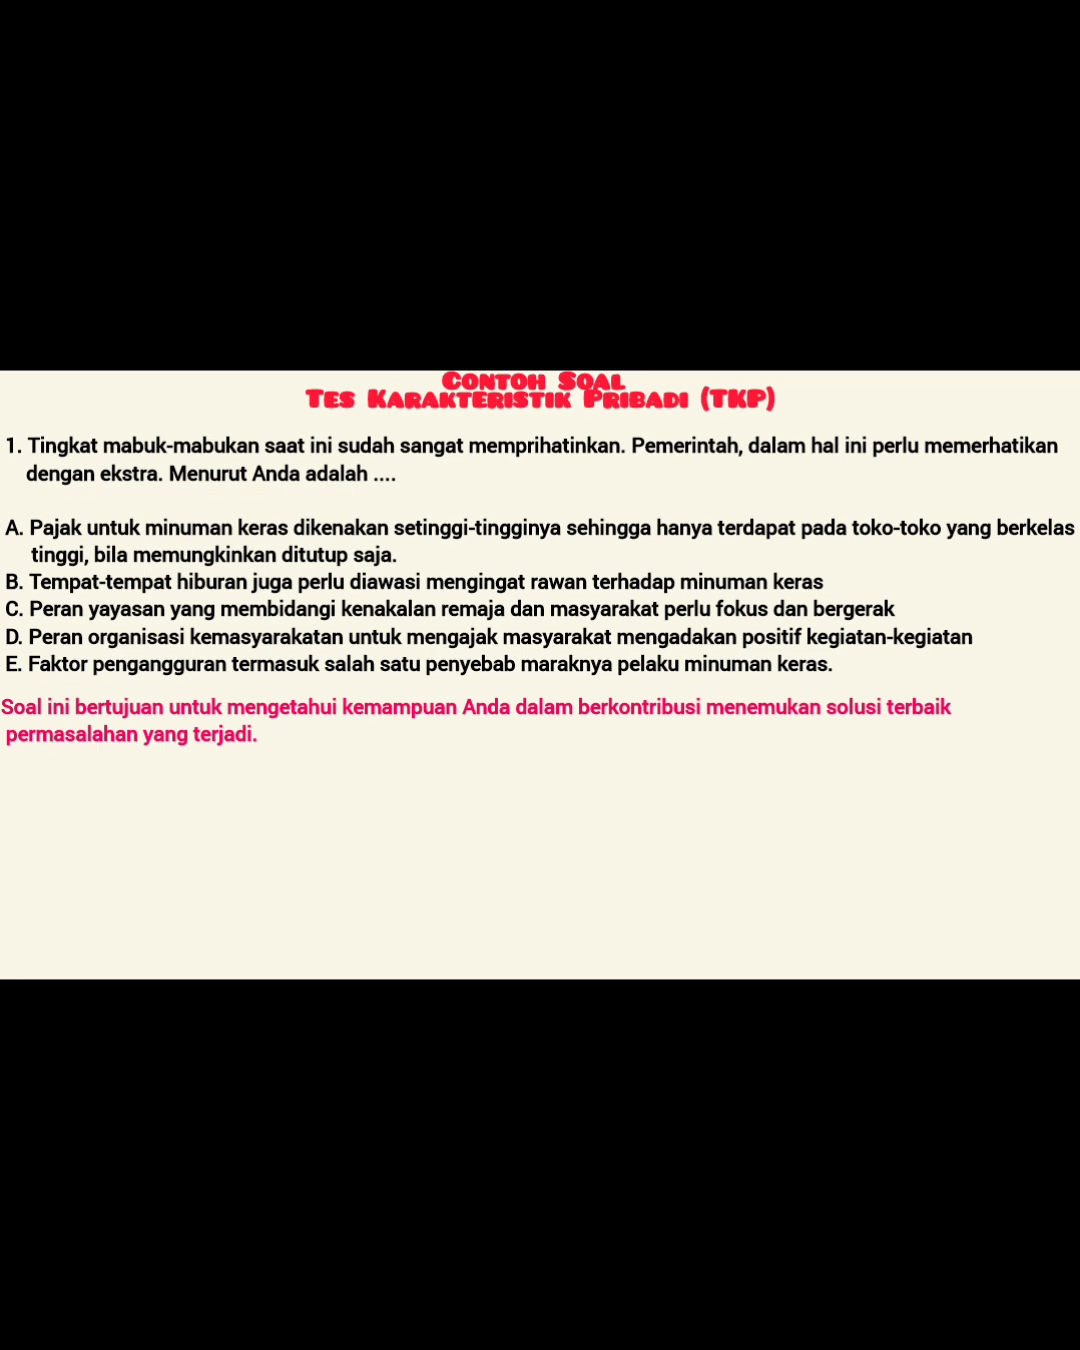 CONTOH SOAL
TES KARAKTERISTIK PRIBADI (TKP)
1. Tingkat mabuk-mabukan saat ini sudah sangat memprihatinkan. Pemerintah, dalam hal ini perlu memerhatikan
dengan ekstra. Menurut Anda adalah ....
A. Pajak untuk minuman keras dikenakan setinggi-tingginya sehingga hanya terdapat pada toko-toko yang berkelas
tinggi, bila memungkinkan ditutup saja.
B. Tempat-tempat hiburan juga perlu diawasi mengingat rawan terhadap minuman keras
C. Peran yayasan yang membidangi kenakalan remaja dan masyarakat perlu fokus dan bergerak
D. Peran organisasi kemasyarakatan untuk mengajak masyarakat mengadakan positif kegiatan-kegiatan
E. Faktor pengangguran termasuk salah satu penyebab maraknya pelaku minuman keras.
Soal ini bertujuan untuk mengetahui kemampuan Anda dalam berkontribusi menemukan solusi terbaik
permasalahan yang terjadi.